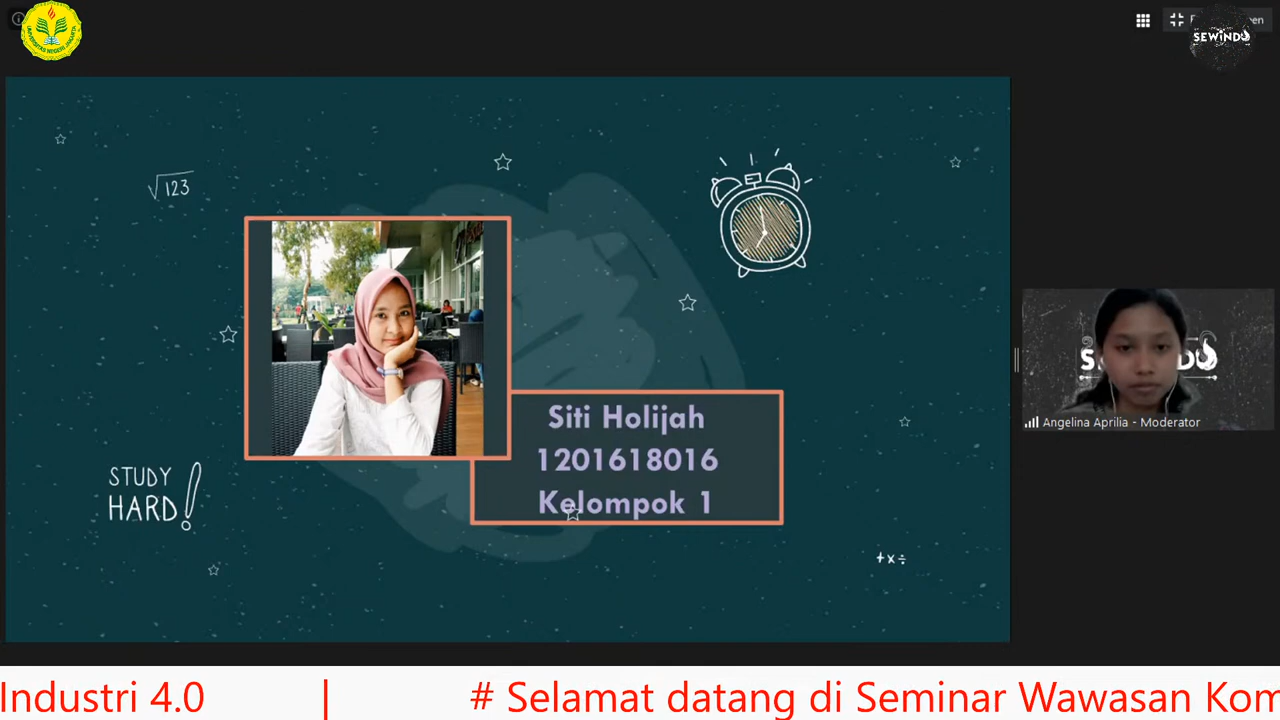 SEWINDU
√123
Siti Holijah
1201618016
Kelompok 1
STUDY
HARD!
+×÷
Angelina Aprilia - Moderator
Industri 4.0 | # Selamat datang di Seminar Wawasan Kom